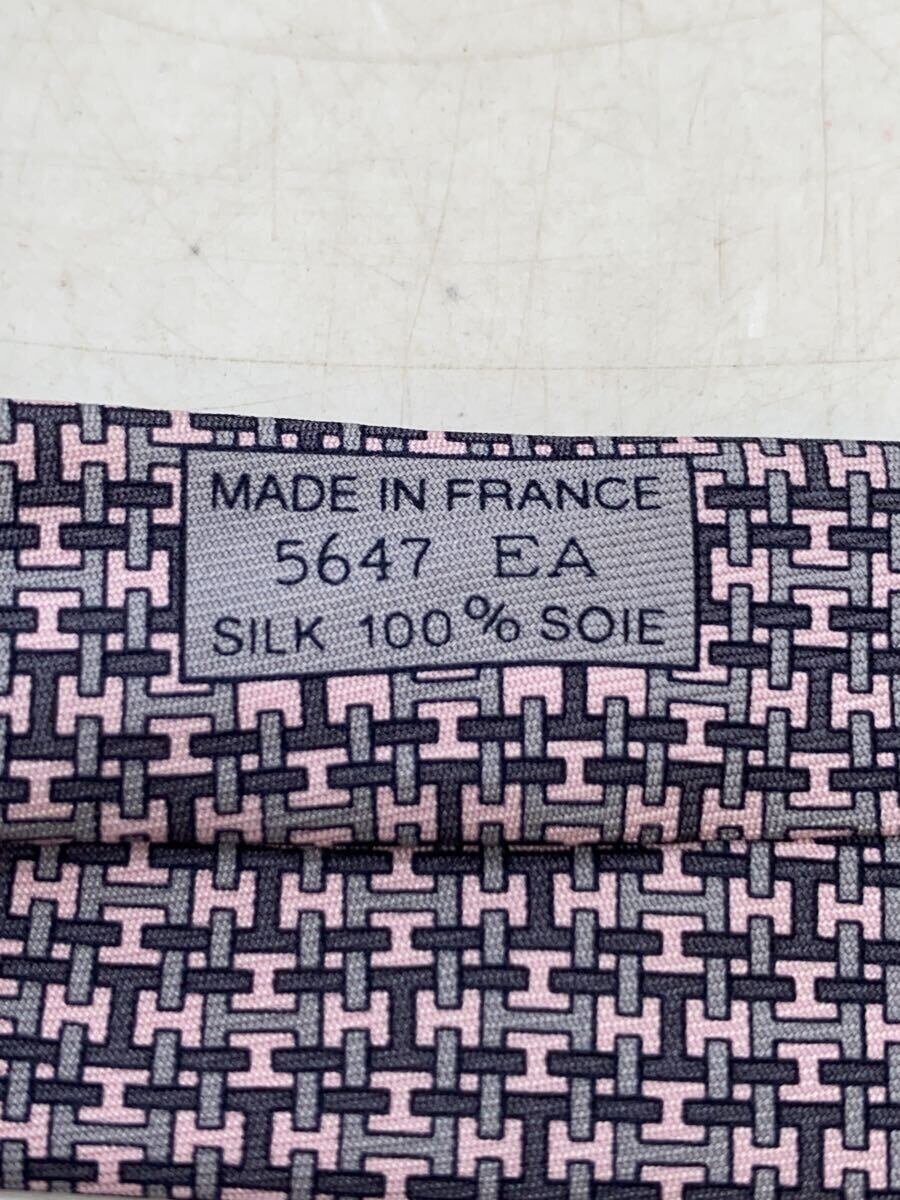 MADE IN FRANCE
5647 EA
SILK 100% SOIE